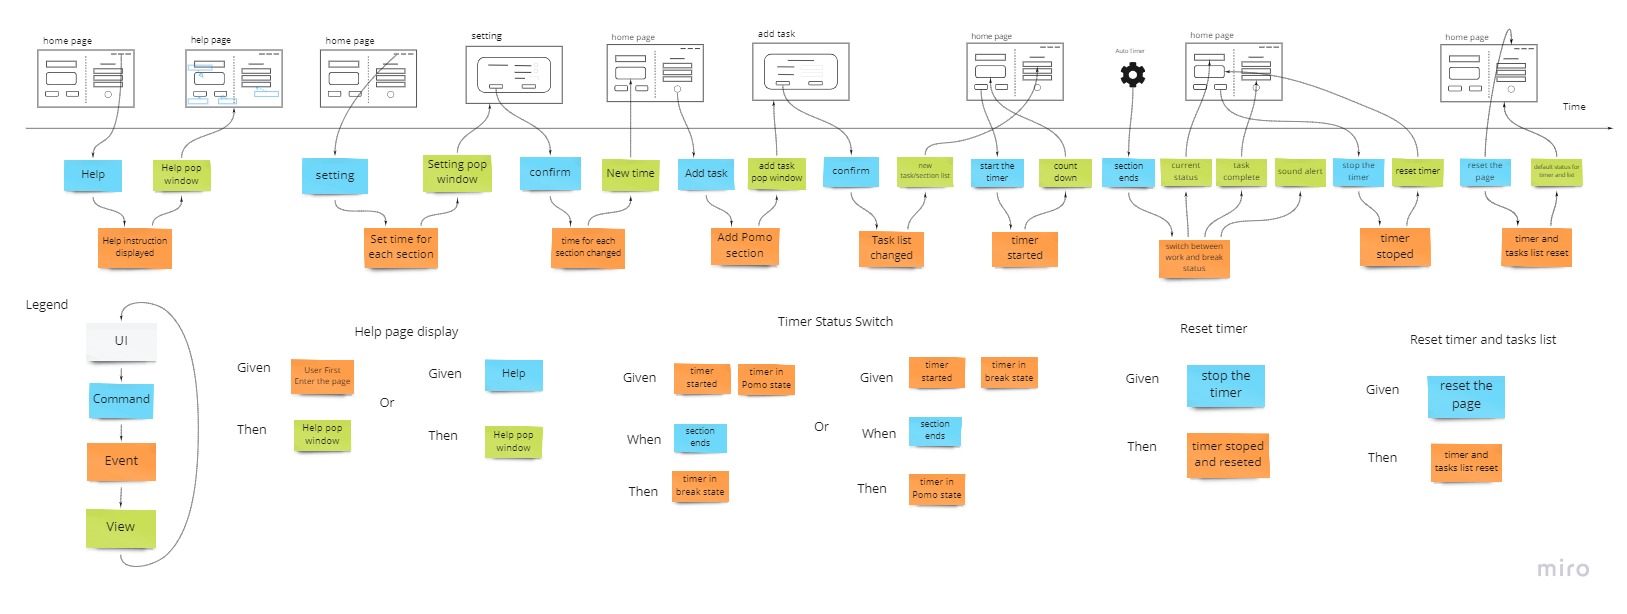 home page
help page
home page
setting
home page
add task
home page
Auto Timer
home page
home page
Time
Help
Help pop
window
setting
Setting pop
window
confirm
New time
Add task
add task
pop window
confirm
new
task/section list
start the
timer
count
down
section
ends
current
status
task
complete
sound alert
stop the
timer
reset timer
reset the
page
default status for
timer and list
Help instruction
displayed
Set time for
each section
time for each
section changed
Add Pomo
section
Task list
changed
timer
started
switch between
work and break
status
timer
stoped
timer and
tasks list reset
Legend
UI
Command
Event
View
Help page display
Given
User First
Enter the page
Then
Help pop
window
Or
Given
Help
Then
Help pop
window
Timer Status Switch
Given
timer
started
timer in
Pomo state
When
section
ends
Then
timer in
break state
Or
Given
timer
started
timer in
break state
When
section
ends
Then
timer in
Pomo state
Reset timer
Given
stop the
timer
Then
timer stoped
and reseted
Reset timer and tasks list
Given
reset the
page
Then
timer and
tasks list reset
miro